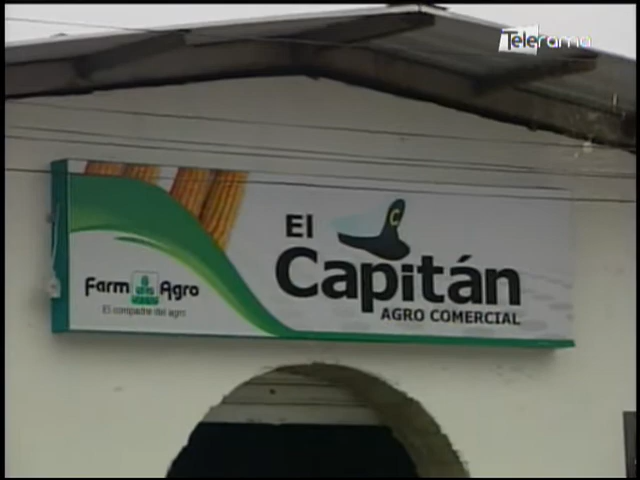 Telerama
El
C
Capitán
AGRO COMERCIAL
Farm Agro
El compadre del agro